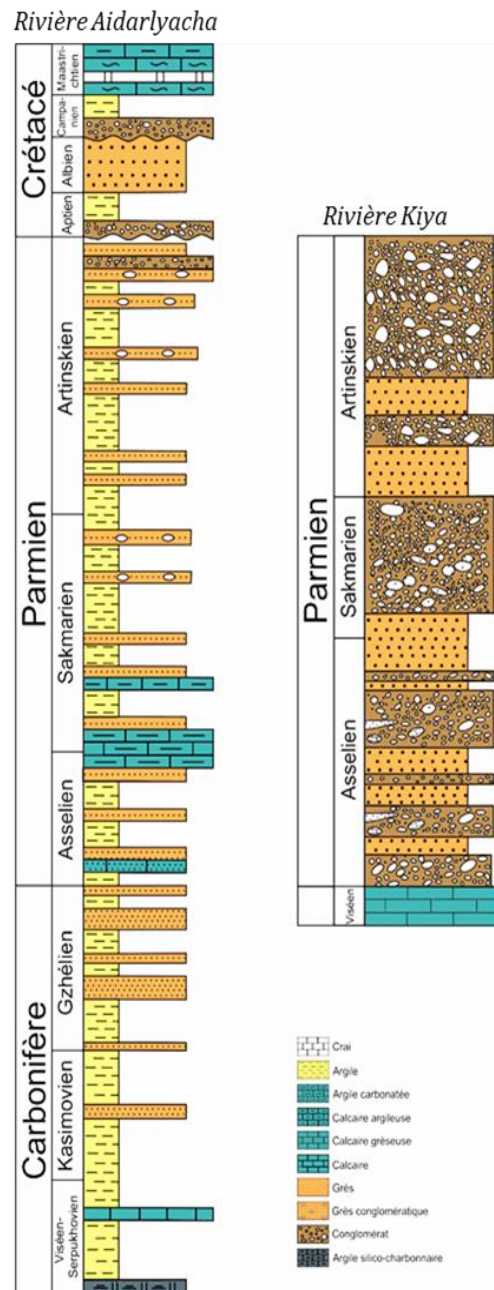 Rivière Aidarlyacha
Crétacé
Maastri-
chtien
Campa-
nien
Albien
Aptien
Parmien
Artinskien
Sakmarien
Asselien
Carbonifère
Gzhélien
Kasimovien
Viséen-
Serpukhovien
Rivière Kiya
Parmien
Artinskien
Sakmarien
Asselien
Viséen
Crai
Argile
Argile carbonatée
Calcaire argileuse
Calcaire grèseuse
Calcaire
Grès
Grès conglomératique
Conglomérat
Argile silico-charbonnaire